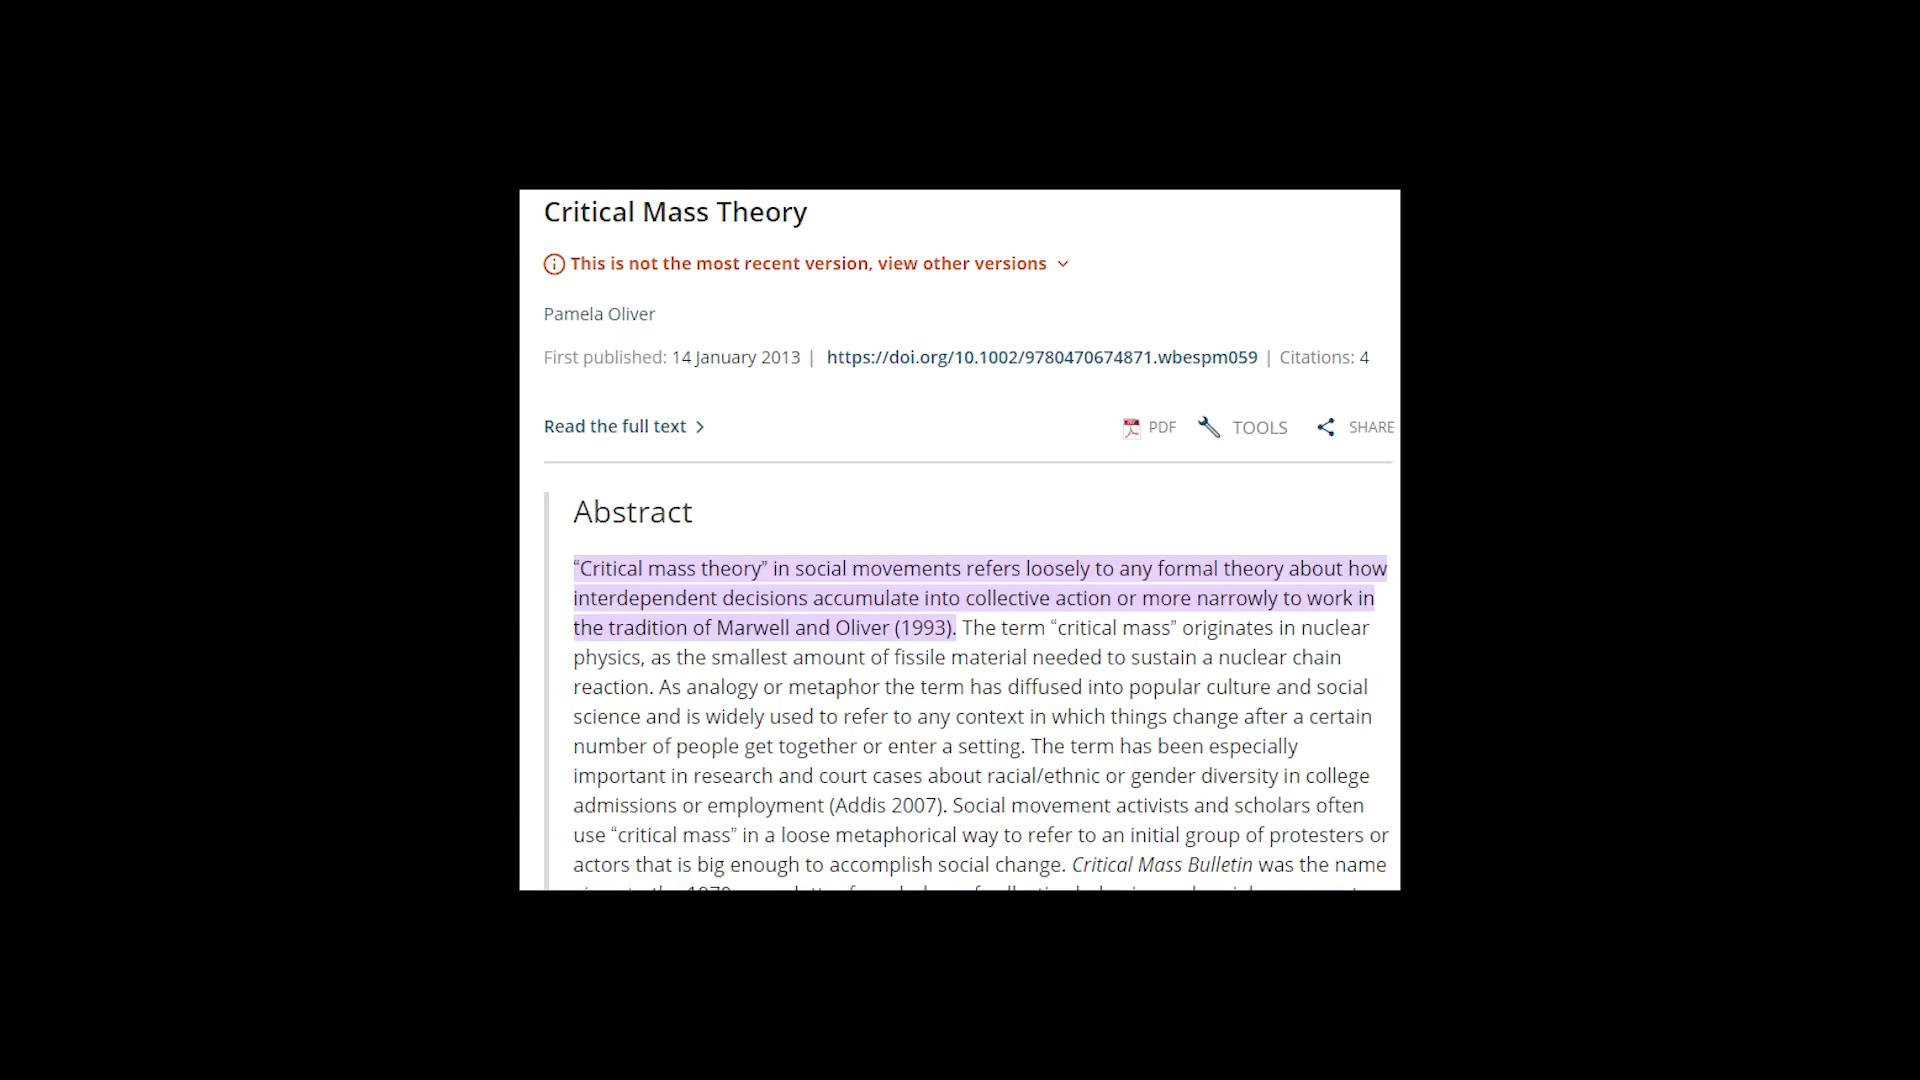 Critical Mass Theory
This is not the most recent version, view other versions
Pamela Oliver
First published: 14 January 2013 | https://doi.org/10.1002/9780470674871.wbespm059 | Citations: 4
Read the full text
PDF TOOLS SHARE
Abstract
“Critical mass theory” in social movements refers loosely to any formal theory about how
interdependent decisions accumulate into collective action or more narrowly to work in
the tradition of Marwell and Oliver (1993). The term “critical mass” originates in nuclear
physics, as the smallest amount of fissile material needed to sustain a nuclear chain
reaction. As analogy or metaphor the term has diffused into popular culture and social
science and is widely used to refer to any context in which things change after a certain
number of people get together or enter a setting. The term has been especially
important in research and court cases about racial/ethnic or gender diversity in college
admissions or employment (Addis 2007). Social movement activists and scholars often
use “critical mass” in a loose metaphorical way to refer to an initial group of protesters or
actors that is big enough to accomplish social change. Critical Mass Bulletin was the name